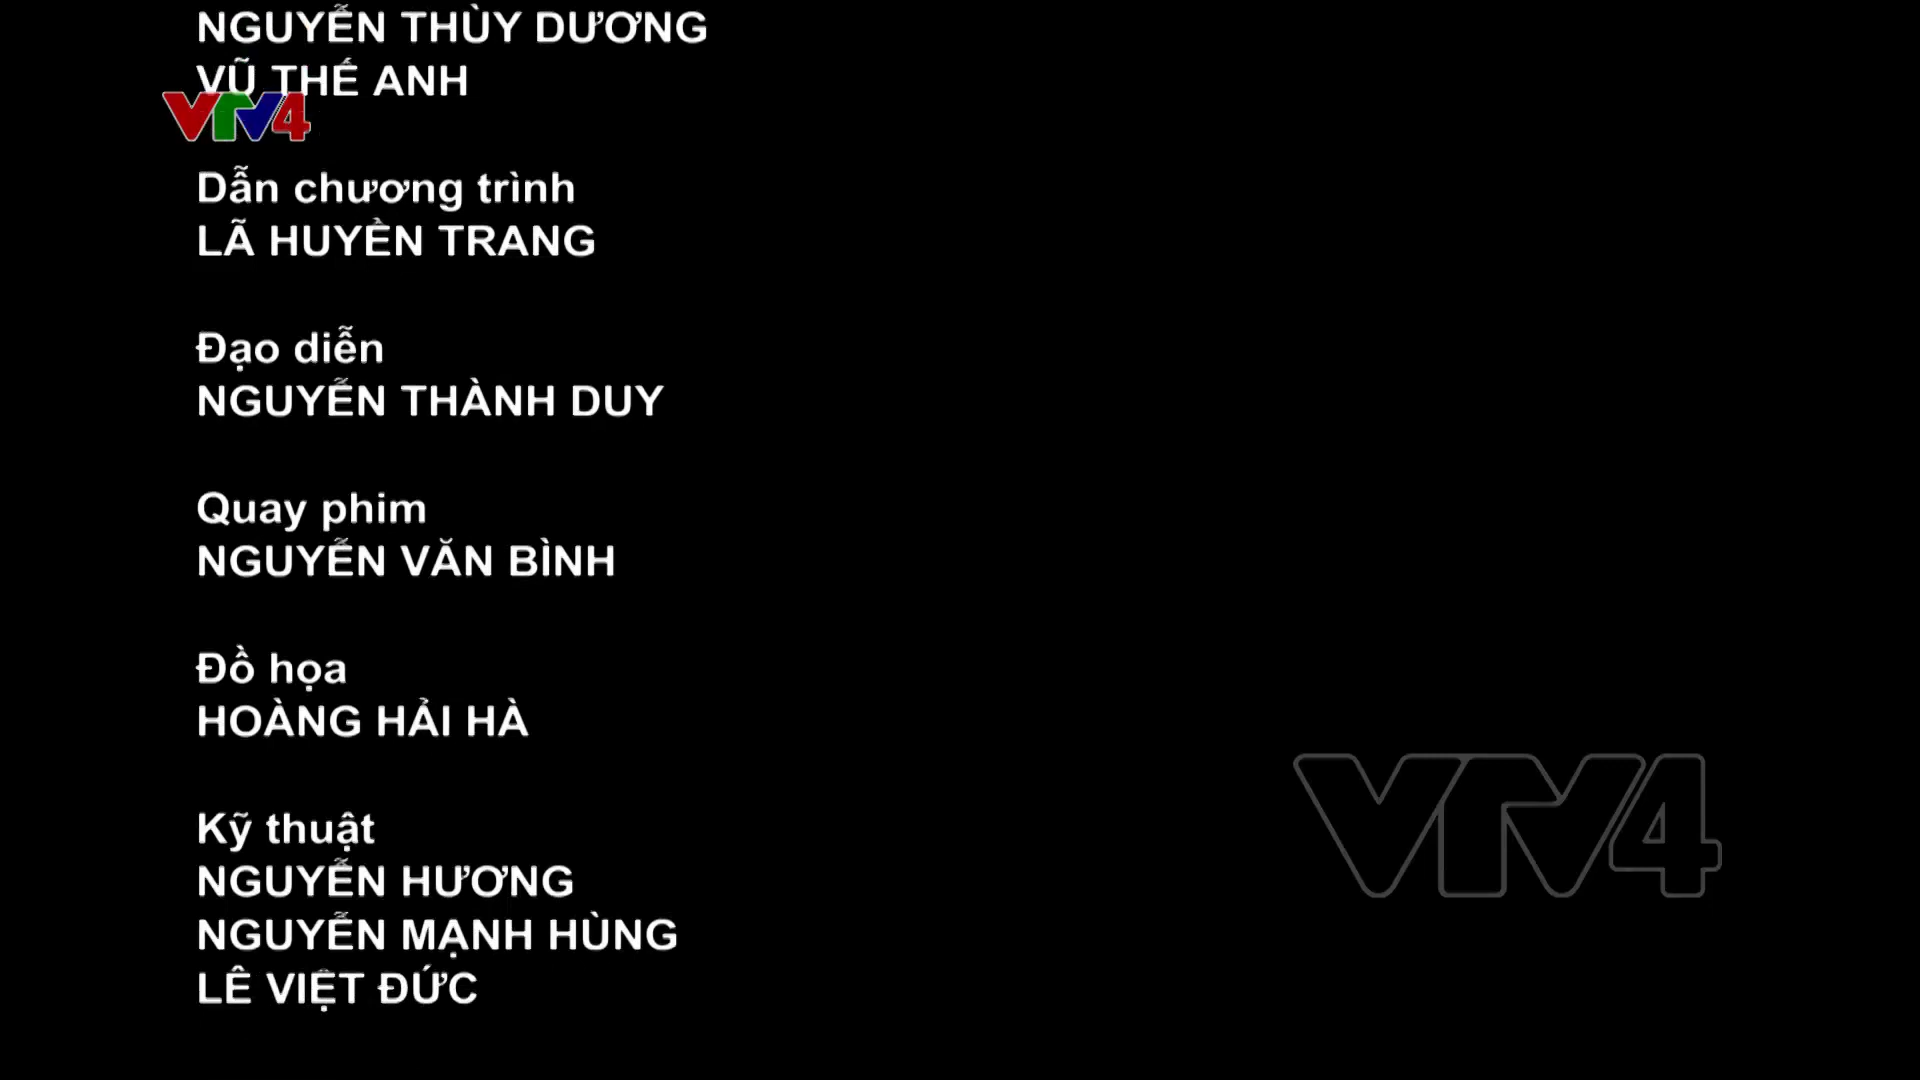 NGUYỄN THÙY DƯƠNG
VŨ THẾ ANH
VTV4
Dẫn chương trình
LÃ HUYỀN TRANG
Đạo diễn
NGUYỄN THÀNH DUY
Quay phim
NGUYỄN VĂN BÌNH
Đồ họa
HOÀNG HẢI HÀ
VTV4
Kỹ thuật
NGUYỄN HƯƠNG
NGUYỄN MẠNH HÙNG
LÊ VIỆT ĐỨC